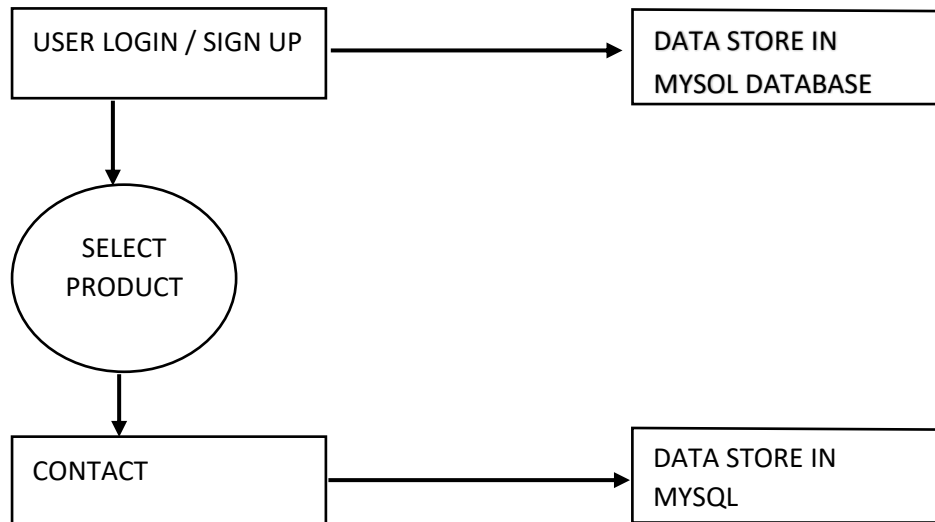 USER LOGIN / SIGN UP
DATA STORE IN
MYSOL DATABASE
SELECT
PRODUCT
CONTACT
DATA STORE IN
MYSQL